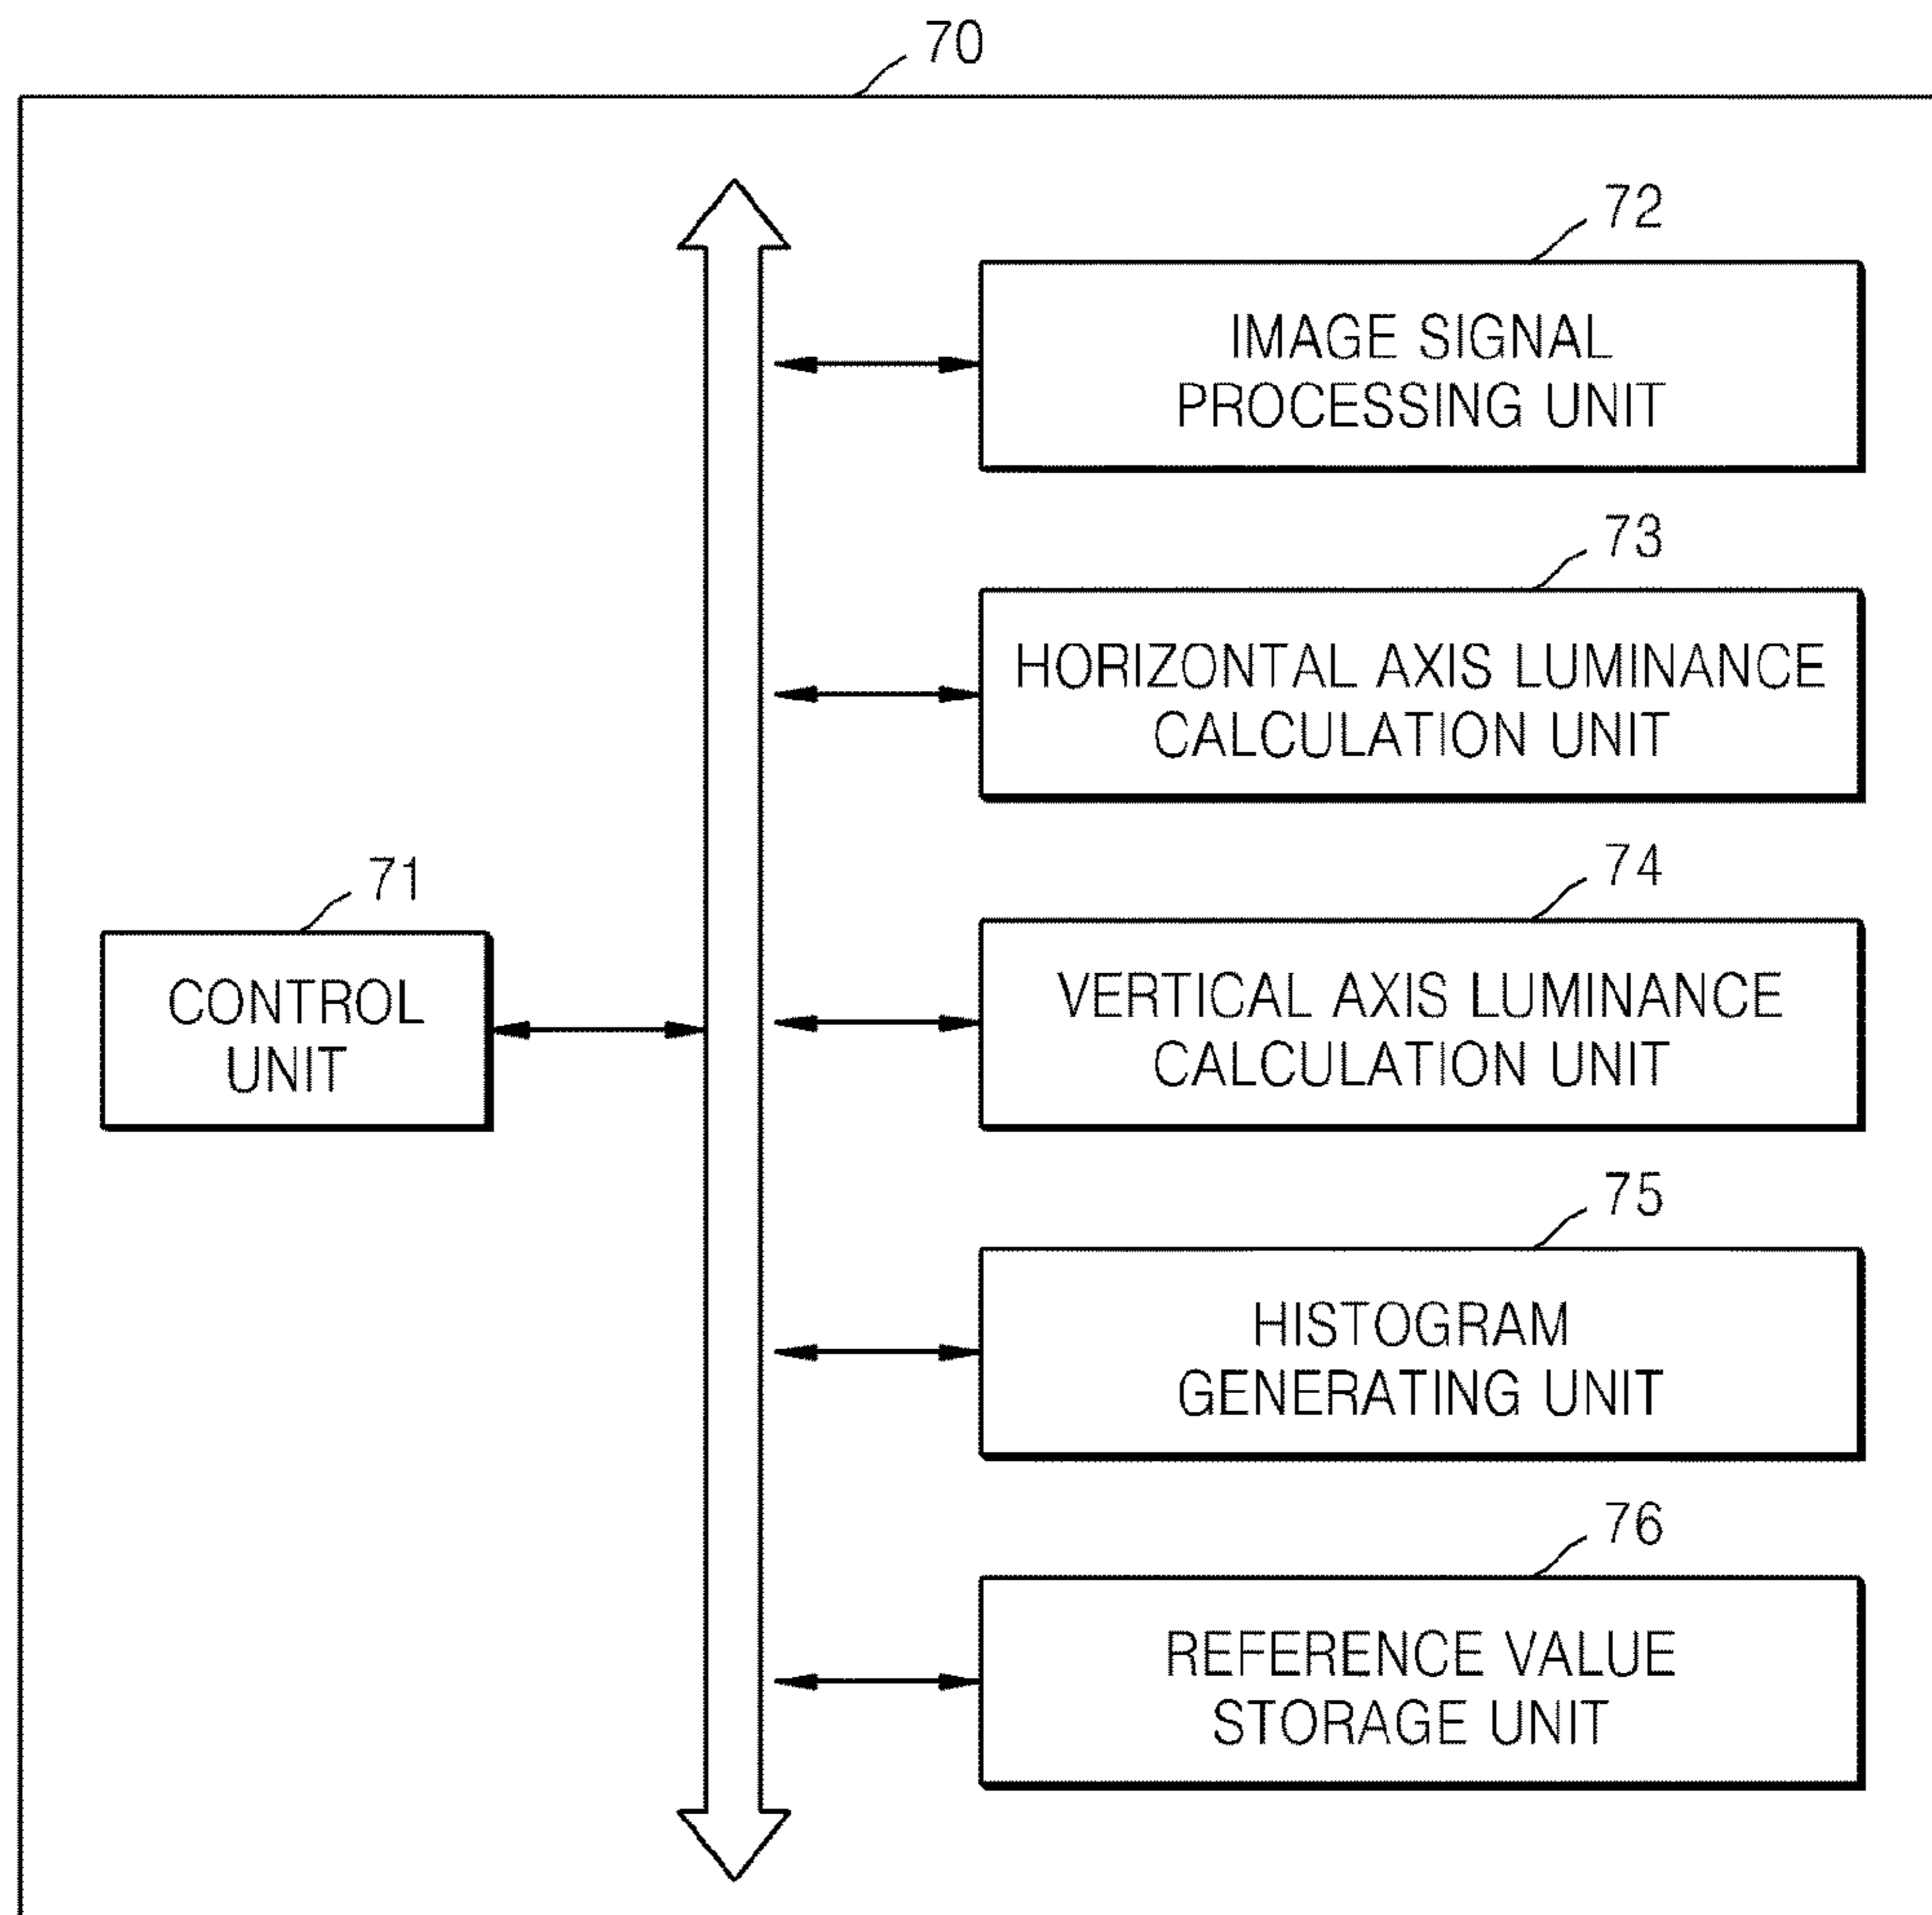 70
72
IMAGE SIGNAL
PROCESSING UNIT
73
HORIZONTAL AXIS LUMINANCE
CALCULATION UNIT
71
CONTROL
UNIT
74
VERTICAL AXIS LUMINANCE
CALCULATION UNIT
75
HISTOGRAM
GENERATING UNIT
76
REFERENCE VALUE
STORAGE UNIT